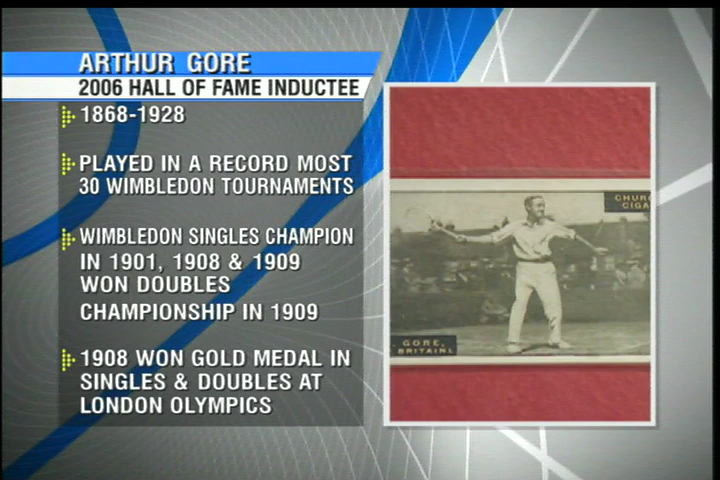 ARTHUR GORE
2006 HALL OF FAME INDUCTEE
1868-1928
PLAYED IN A RECORD MOST
30 WIMBLEDON TOURNAMENTS
WIMBLEDON SINGLES CHAMPION
IN 1901, 1908 & 1909
WON DOUBLES
CHAMPIONSHIP IN 1909
1908 WON GOLD MEDAL IN
SINGLES & DOUBLES AT
LONDON OLYMPICS
CHURC
CIGA
GORE,
BRITAIN